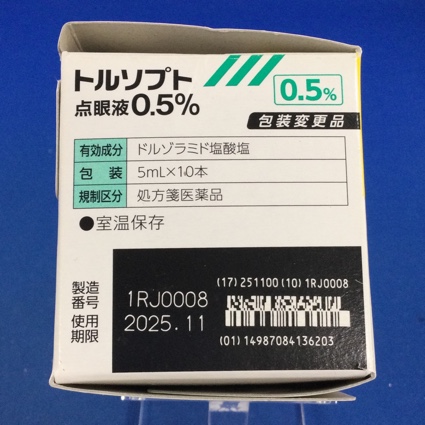 トルソプト
点眼液0.5%
0.5%
包装変更品
有効成分 ドルゾラミド塩酸塩
包装 5mL×10本
規制区分 処方箋医薬品
●室温保存
製造番号 1RJ0008
使用期限 2025.11
(17)251100(10)1RJ0008
(01)14987084136203